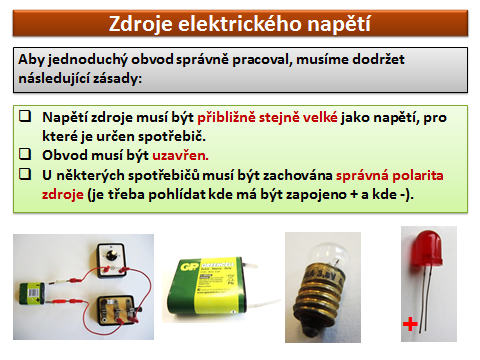 Zdroje elektrického napětí
Aby jednoduchý obvod správně pracoval, musíme dodržet
následující zásady:
❑ Napětí zdroje musí být přibližně stejně velké jako napětí, pro
které je určen spotřebič.
❑ Obvod musí být uzavřen.
❑ U některých spotřebičů musí být zachována správná polarita
zdroje (je třeba pohlídat kde má být zapojeno + a kde -).
GP
3,8V
+